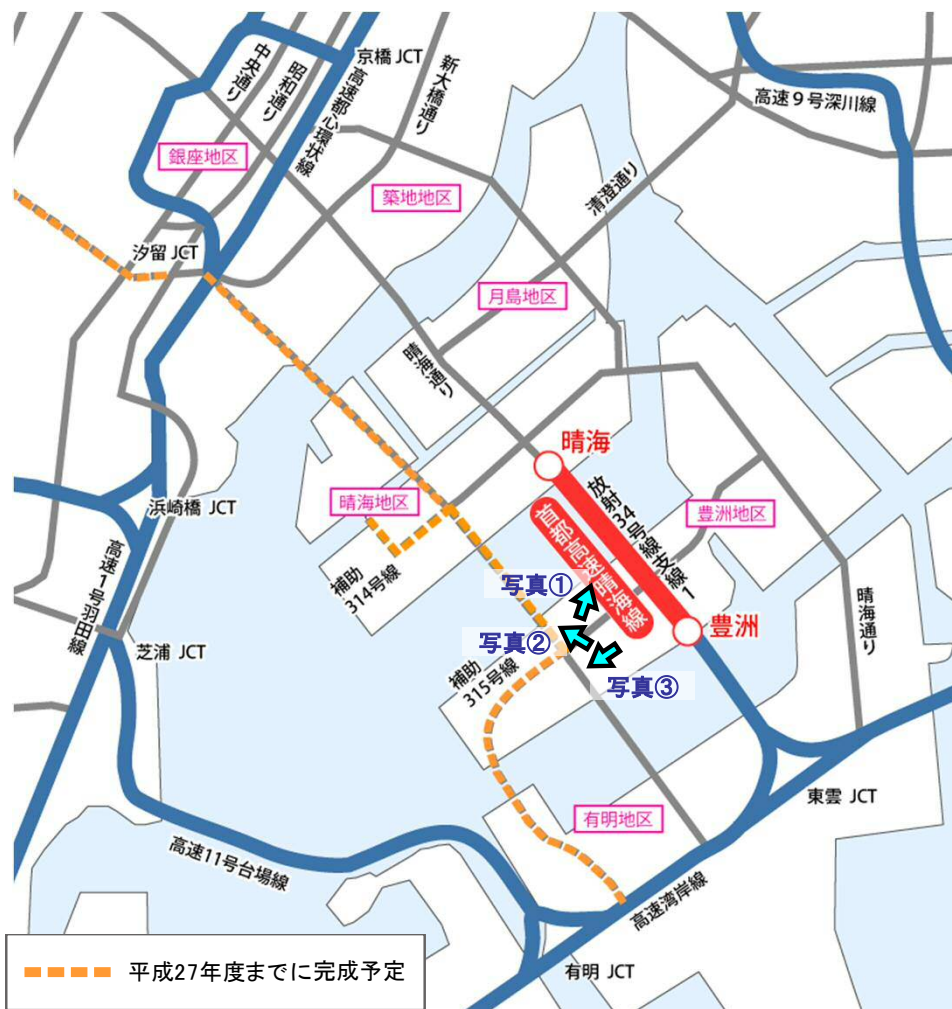 京橋 JCT
中央通り
昭和通り
高速都心環状線
新大橋通り
高速9号深川線
銀座地区
築地地区
清澄通り
汐留 JCT
月島地区
晴海通り
晴海
放射34号線支線1
首都高速晴海線
晴海地区
豊洲地区
浜崎橋 JCT
高速1号羽田線
補助
314号線
写真①
晴海通り
豊洲
写真②
芝浦 JCT
補助
315号線
写真③
東雲 JCT
有明地区
高速11号台場線
高速湾岸線
有明 JCT
平成27年度までに完成予定